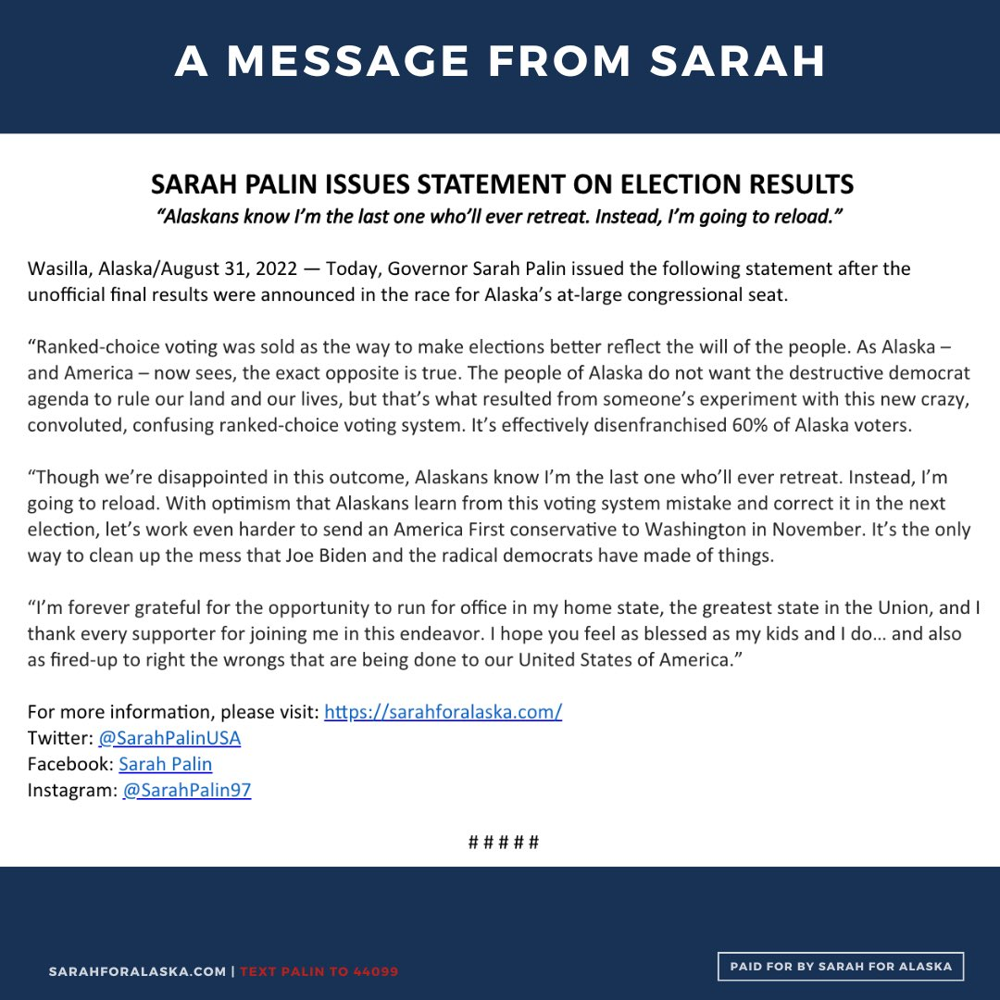 A MESSAGE FROM SARAH
SARAH PALIN ISSUES STATEMENT ON ELECTION RESULTS
“Alaskans know I’m the last one who’ll ever retreat. Instead, I’m going to reload.”
Wasilla, Alaska/August 31, 2022 — Today, Governor Sarah Palin issued the following statement after the
unofficial final results were announced in the race for Alaska’s at-large congressional seat.
“Ranked-choice voting was sold as the way to make elections better reflect the will of the people. As Alaska –
and America – now sees, the exact opposite is true. The people of Alaska do not want the destructive democrat
agenda to rule our land and our lives, but that’s what resulted from someone’s experiment with this new crazy,
convoluted, confusing ranked-choice voting system. It’s effectively disenfranchised 60% of Alaska voters.
“Though we’re disappointed in this outcome, Alaskans know I’m the last one who’ll ever retreat. Instead, I’m
going to reload. With optimism that Alaskans learn from this voting system mistake and correct it in the next
election, let’s work even harder to send an America First conservative to Washington in November. It’s the only
way to clean up the mess that Joe Biden and the radical democrats have made of things.
“I’m forever grateful for the opportunity to run for office in my home state, the greatest state in the Union, and I
thank every supporter for joining me in this endeavor. I hope you feel as blessed as my kids and I do... and also
as fired-up to right the wrongs that are being done to our United States of America.”
For more information, please visit: https://sarahforalaska.com/
Twitter: @SarahPalinUSA
Facebook: Sarah Palin
Instagram: @SarahPalin97
# # # # #
SARAHFORALASKA.COM | TEXT PALIN TO 44099
PAID FOR BY SARAH FOR ALASKA